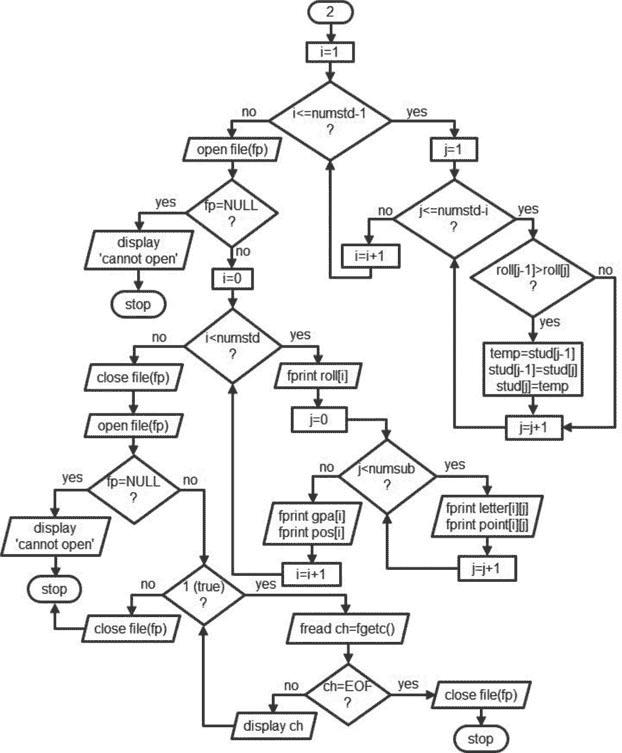 2
i=1
i<=numstd-1
?
no
yes
open file(fp)
j=1
fp=NULL
?
yes
no
j<=numstd-i
?
no
yes
display
'cannot open'
stop
i=0
i=i+1
roll[j-1]>roll[j]
?
no
yes
temp=stud[j-1]
stud[j-1]=stud[j]
stud[j]=temp
j=j+1
i<numstd
?
no
yes
close file(fp)
fprint roll[i]
open file(fp)
j=0
fp=NULL
?
yes
no
j<numsub
?
no
yes
fprint gpa[i]
fprint pos[i]
fprint letter[i][j]
fprint point[i][j]
display
'cannot open'
i=i+1
j=j+1
stop
1 (true)
?
no
yes
close file(fp)
fread ch=fgetc()
ch=EOF
?
no
yes
display ch
close file(fp)
stop